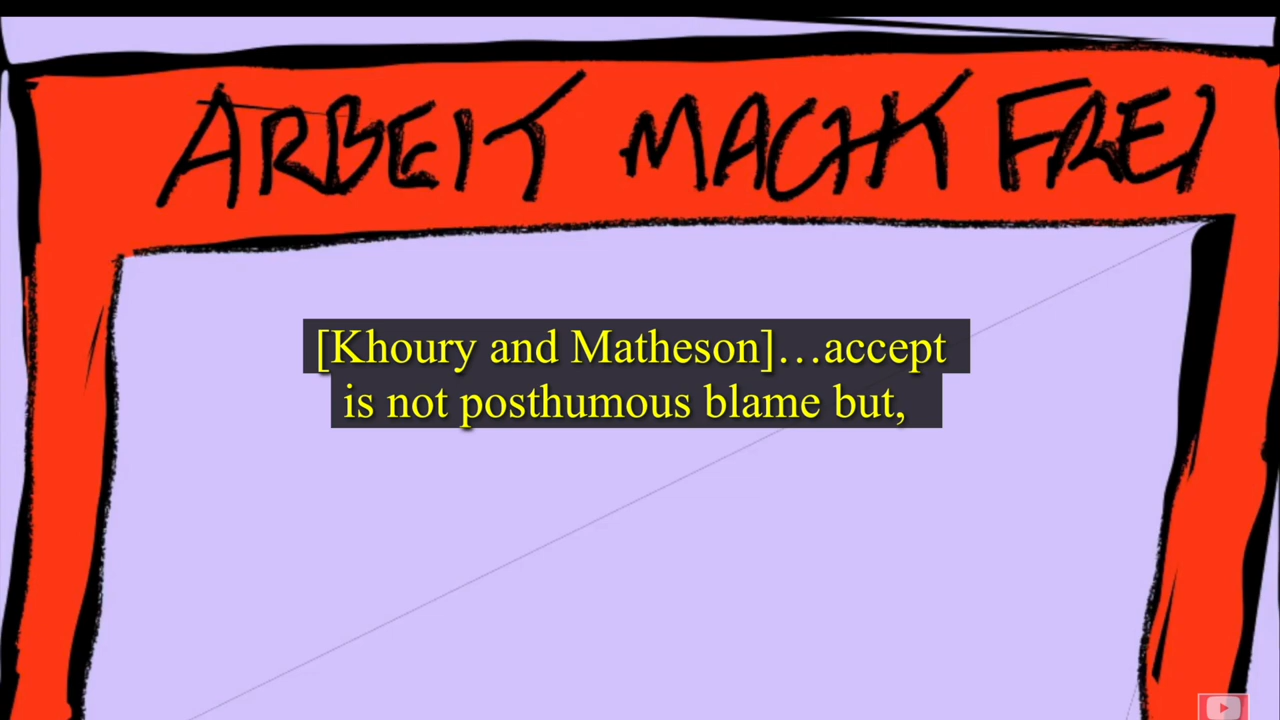 ARBEIT MACHT FREI
[Khoury and Matheson]…accept
is not posthumous blame but,